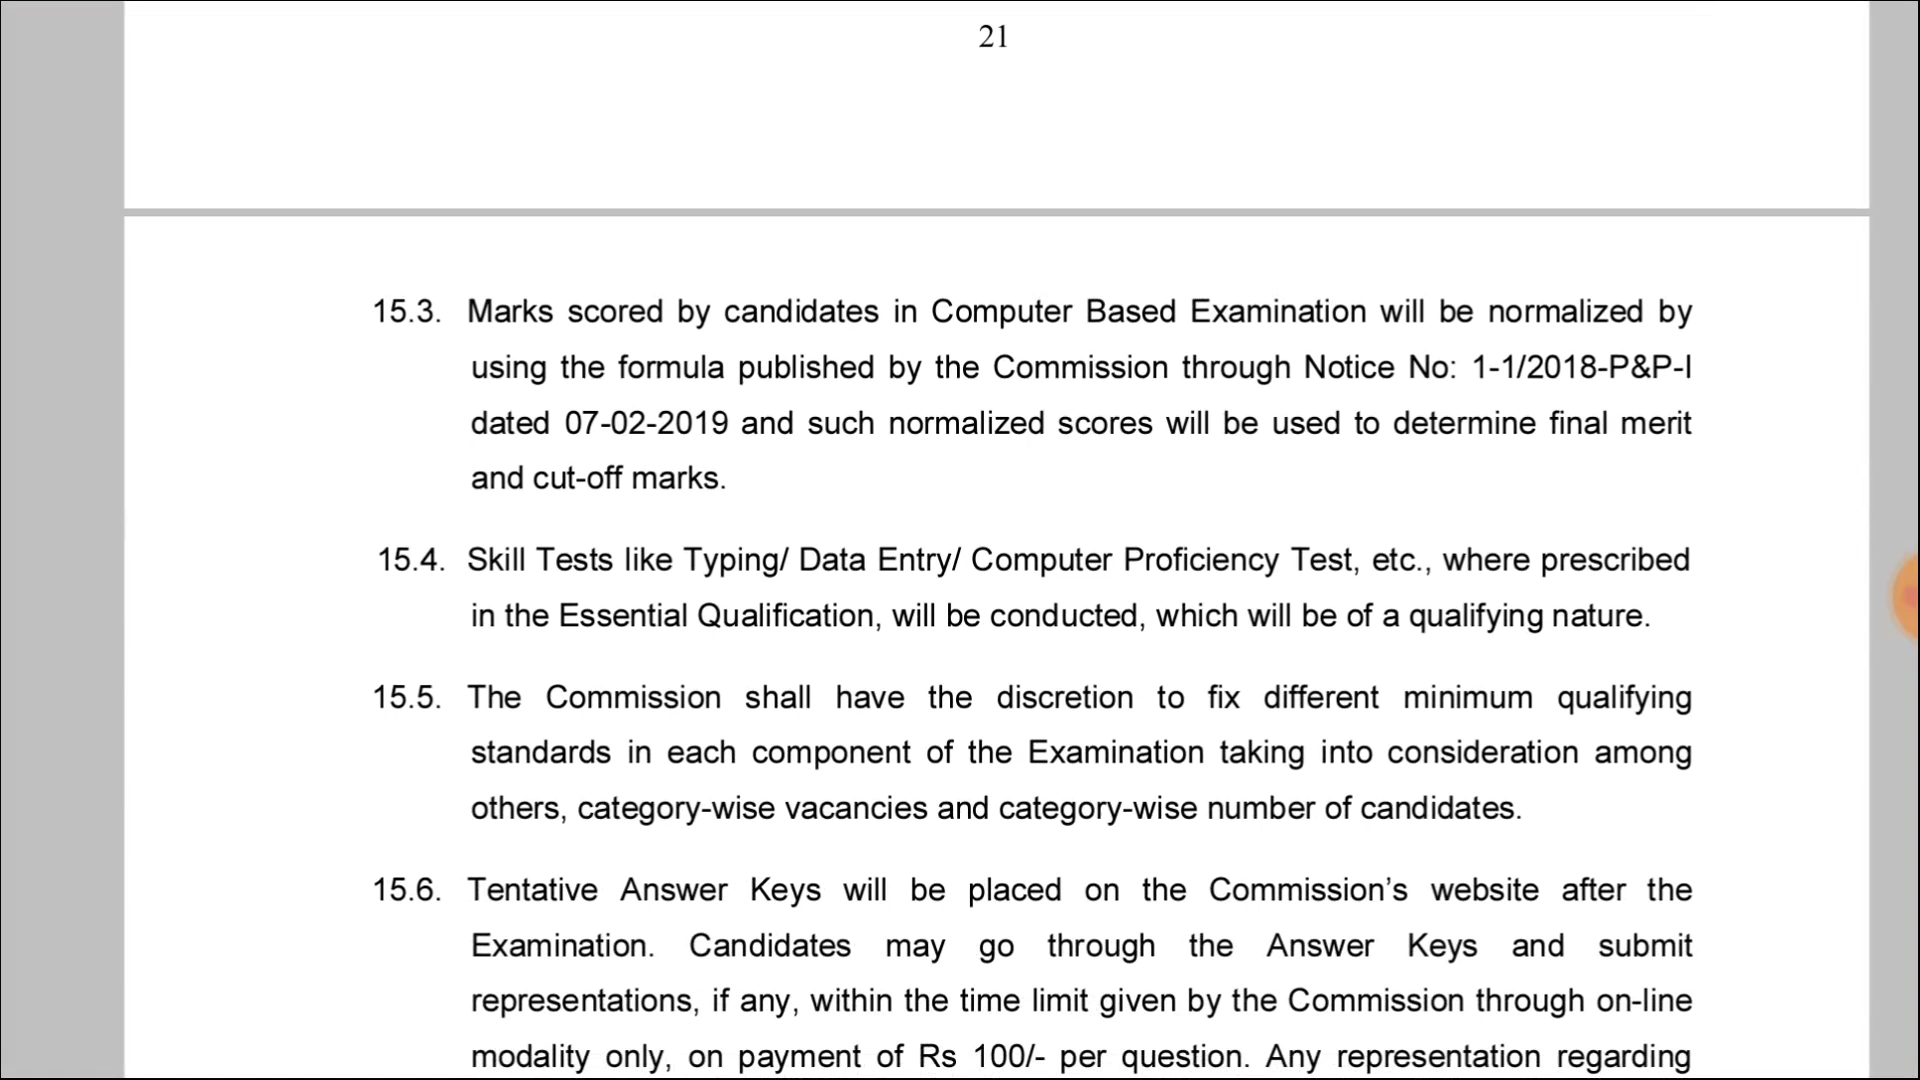 21
15.3. Marks scored by candidates in Computer Based Examination will be normalized by
using the formula published by the Commission through Notice No: 1-1/2018-P&P-I
dated 07-02-2019 and such normalized scores will be used to determine final merit
and cut-off marks.
15.4. Skill Tests like Typing/ Data Entry/ Computer Proficiency Test, etc., where prescribed
in the Essential Qualification, will be conducted, which will be of a qualifying nature.
15.5. The Commission shall have the discretion to fix different minimum qualifying
standards in each component of the Examination taking into consideration among
others, category-wise vacancies and category-wise number of candidates.
15.6. Tentative Answer Keys will be placed on the Commission’s website after the
Examination. Candidates may go through the Answer Keys and submit
representations, if any, within the time limit given by the Commission through on-line
modality only, on payment of Rs 100/- per question. Any representation regarding